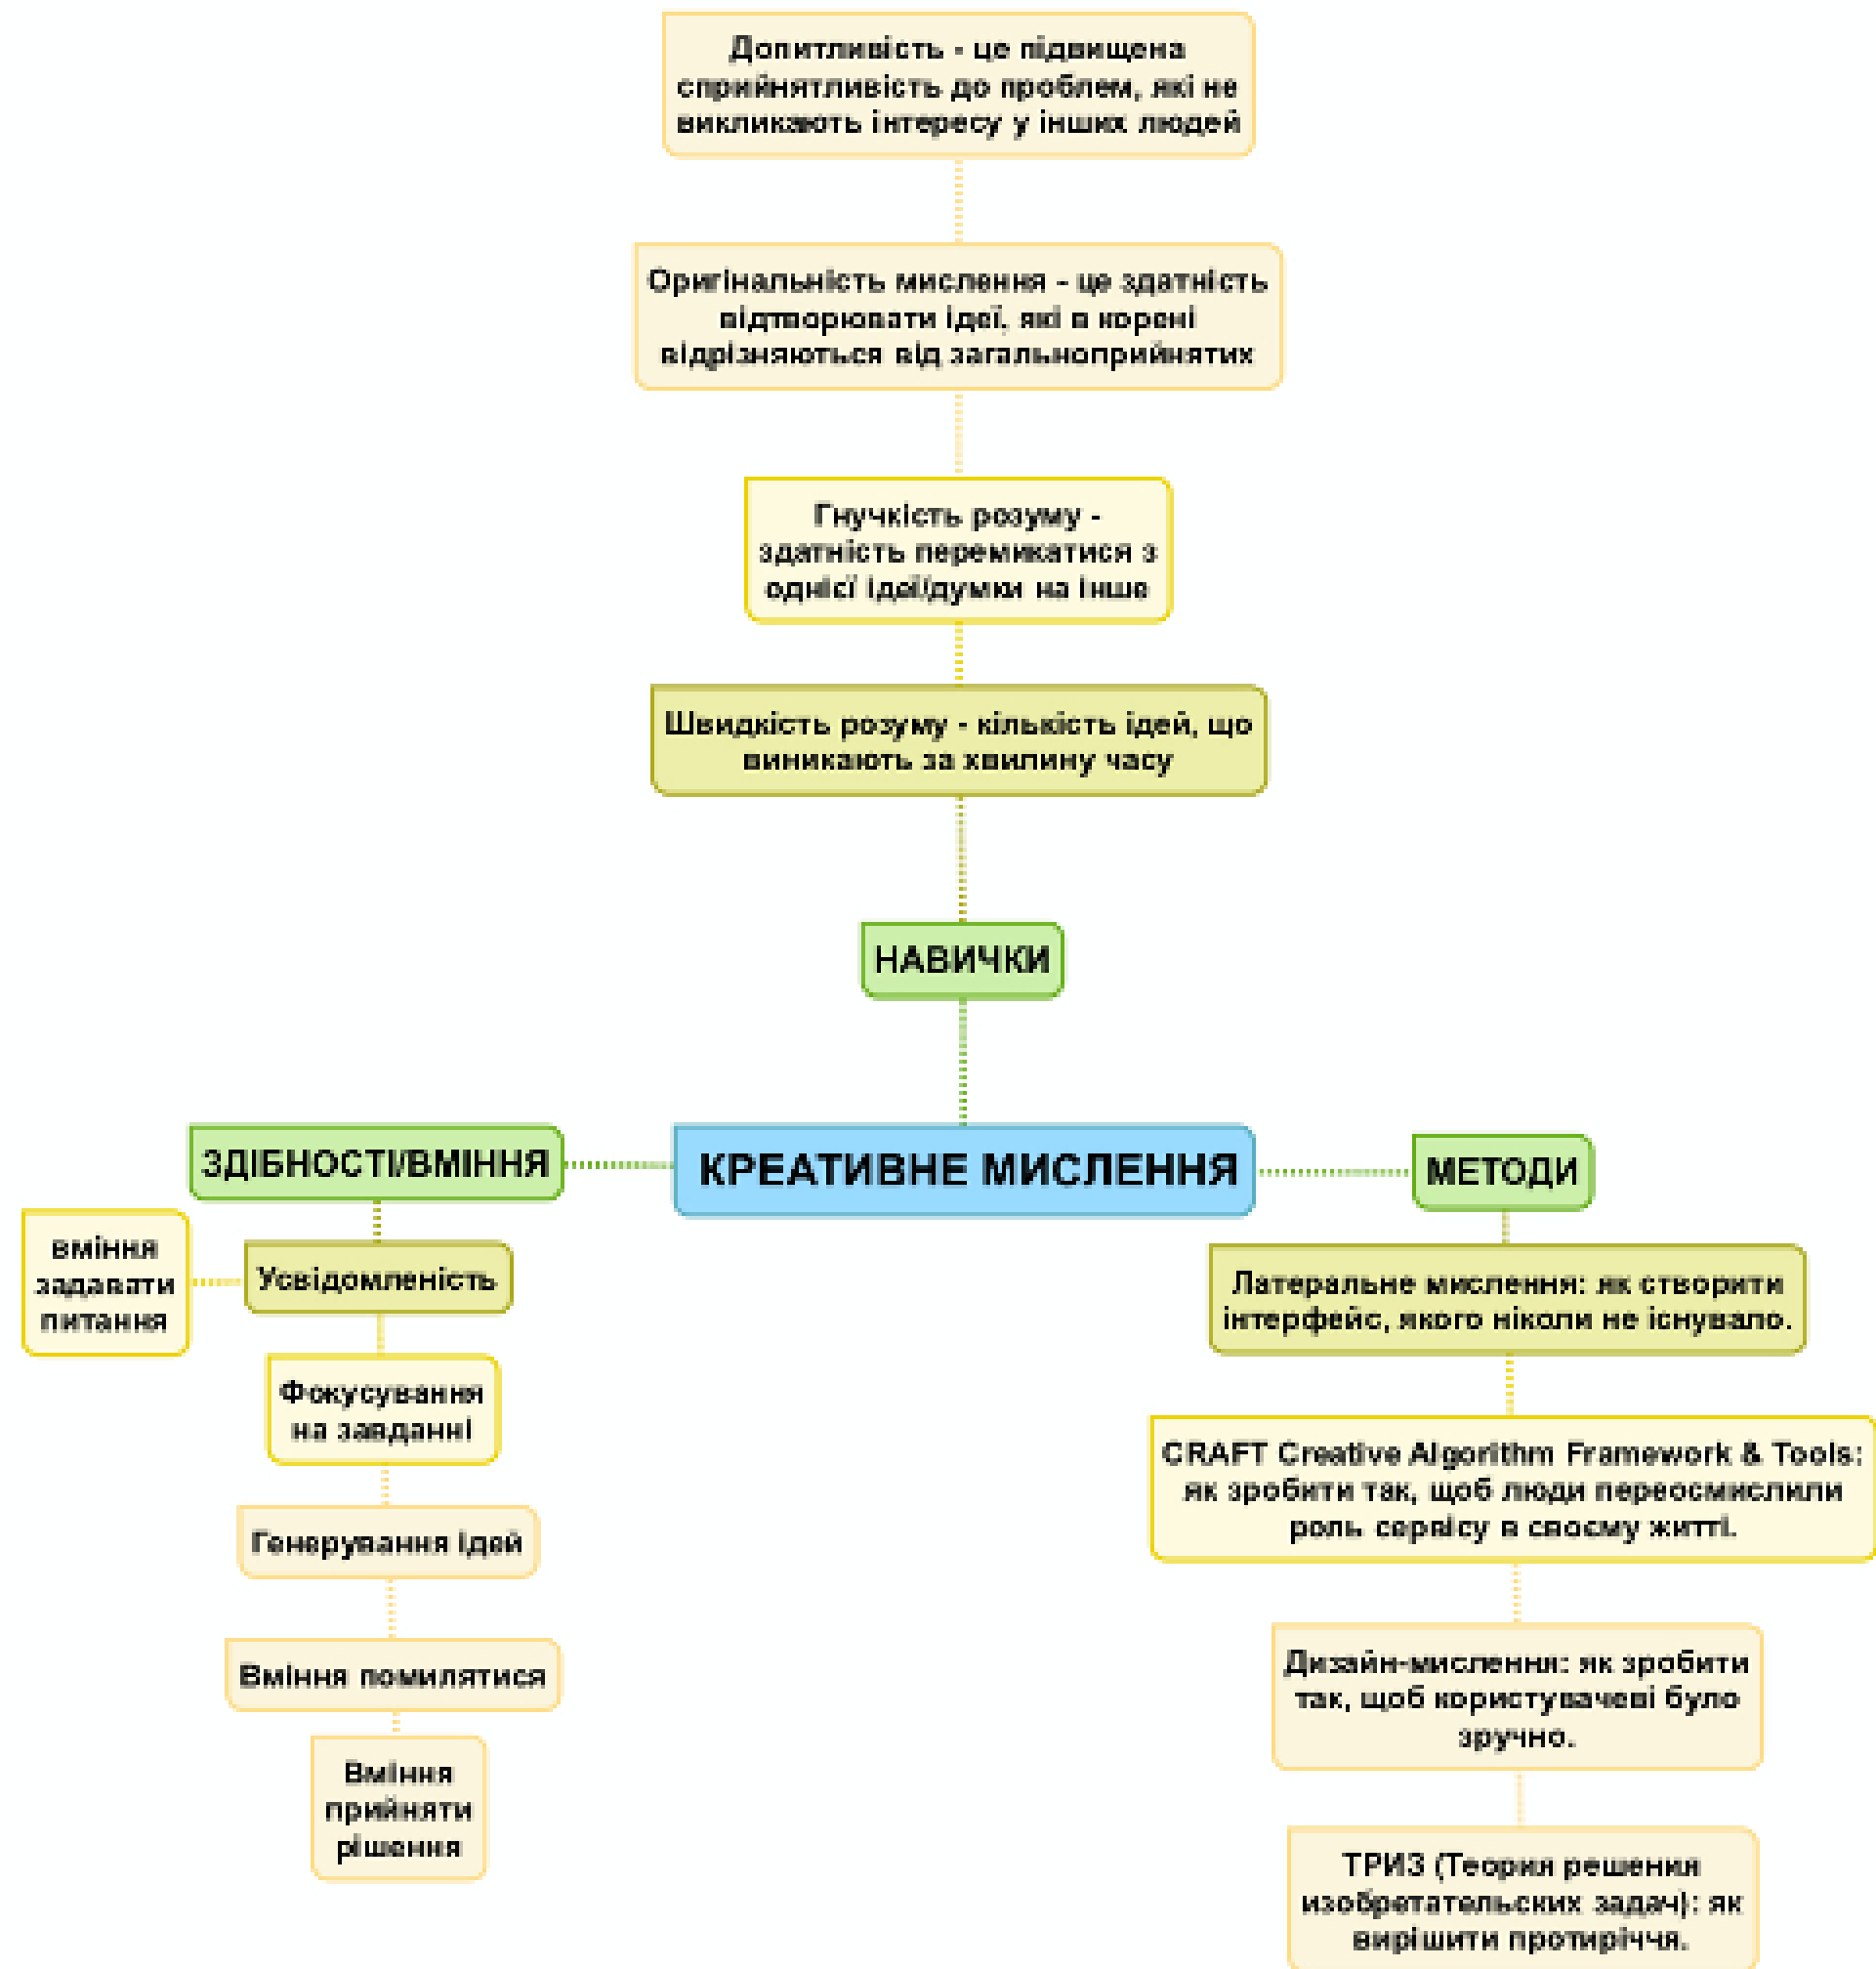 Допитливість - це підвищена
сприйнятливість до проблем, які не
викликають інтересу у інших людей
Оригінальність мислення - це здатність
відтворювати ідеї, які в корені
відрізняються від загальноприйнятих
Гнучкість розуму -
здатність перемикатися з
однієї ідеї/думки на інше
Швидкість розуму - кількість ідей, що
виникають за хвилину часу
НАВИЧКИ
КРЕАТИВНЕ МИСЛЕННЯ
ЗДІБНОСТІ/ВМІННЯ
вміння
задавати
питання
Усвідомленість
Фокусування
на завданні
Генерування ідей
Вміння помилятися
Вміння
прийняти
рішення
МЕТОДИ
Латеральне мислення: як створити
інтерфейс, якого ніколи не існувало.
CRAFT Creative Algorithm Framework & Tools:
як зробити так, щоб люди переосмислили
роль сервісу в своєму житті.
Дизайн-мислення: як зробити
так, щоб користувачеві було
зручно.
ТРИЗ (Теория решения
изобретательских задач): як
вирішити протиріччя.